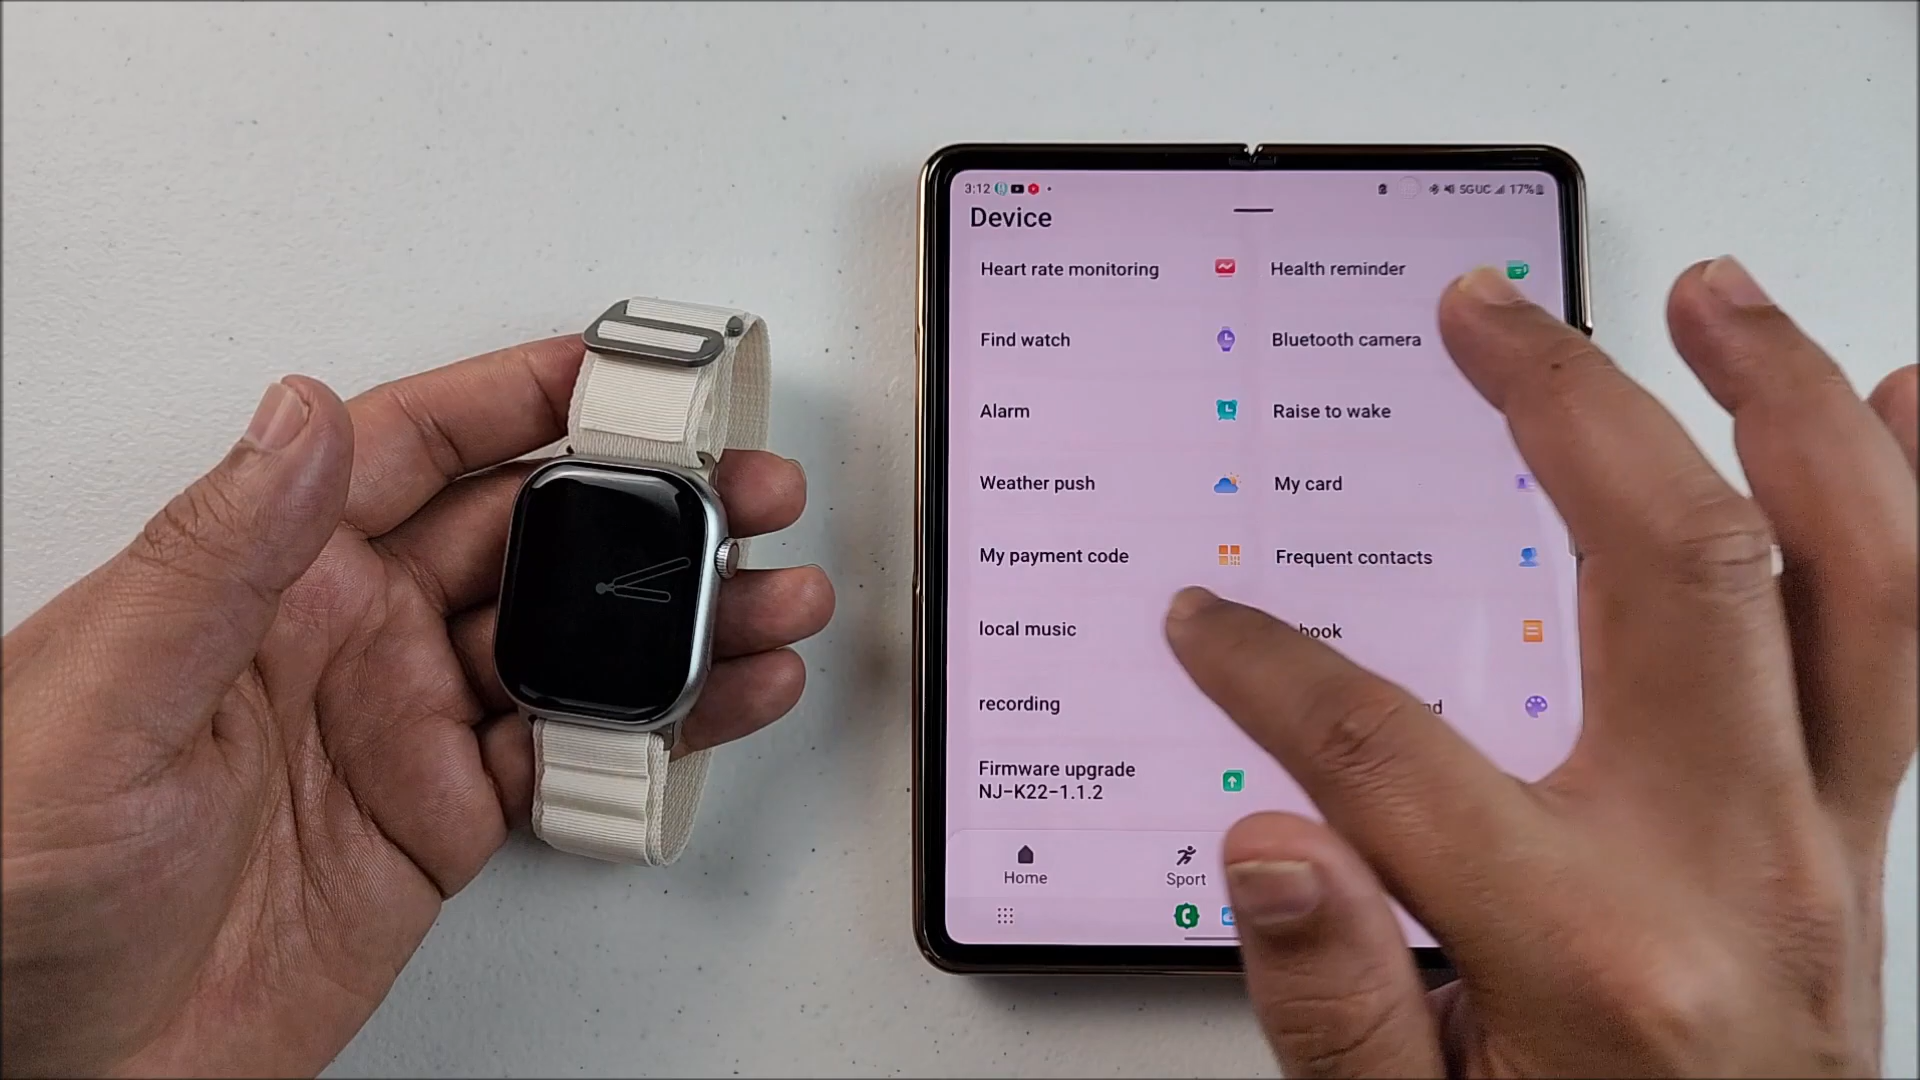 3:12
5GUC 17%
Device
Heart rate monitoring
Health reminder
Find watch
Bluetooth camera
Alarm
Raise to wake
Weather push
My card
My payment code
Frequent contacts
local music
book
recording
Firmware upgrade
NJ-K22-1.1.2
Home
Sport